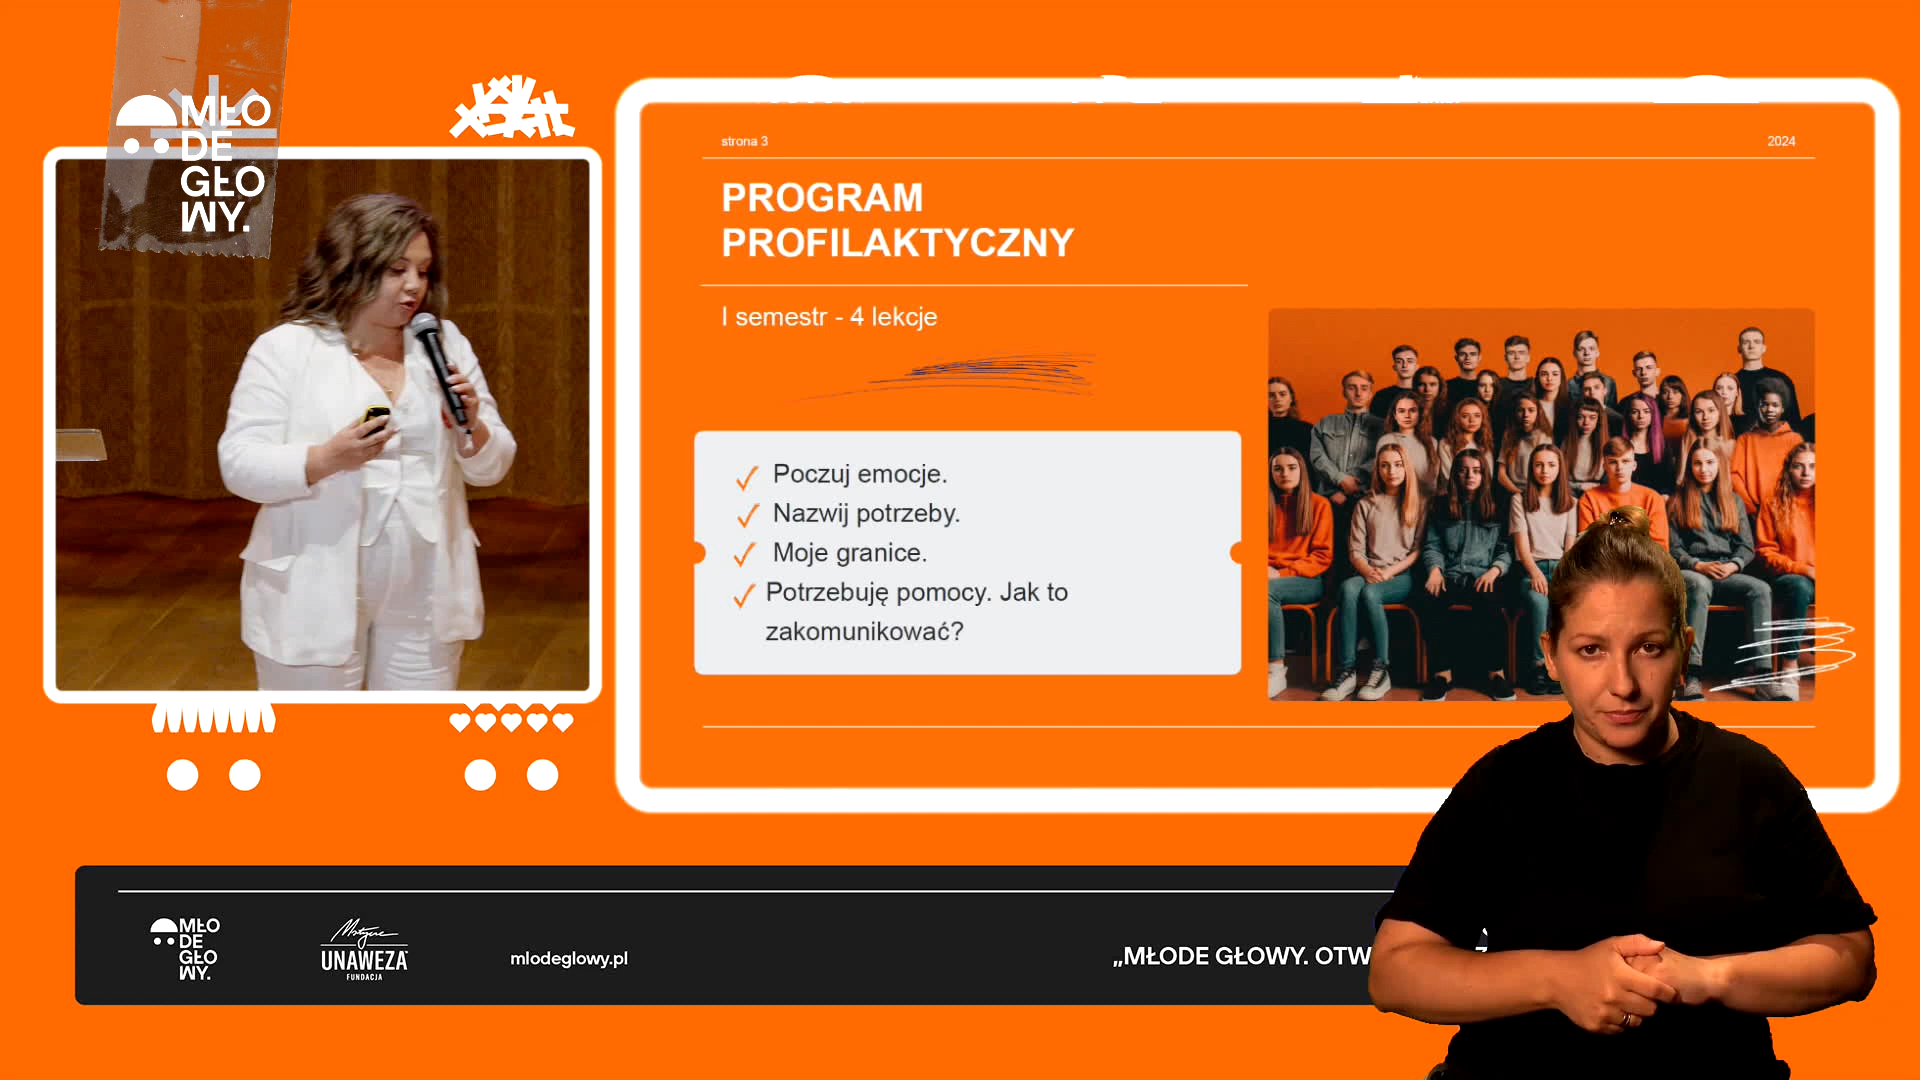 MŁO
DE
GŁO
WY.
strona 3
2024
PROGRAM
PROFILAKTYCZNY
I semestr - 4 lekcje
Poczuj emocje.
Nazwij potrzeby.
Moje granice.
Potrzebuję pomocy. Jak to
zakomunikować?
MŁO
DE
GŁO
WY.
UNAWEZA
FUNDACJA
mlodeglowy.pl
„MŁODE GŁOWY.